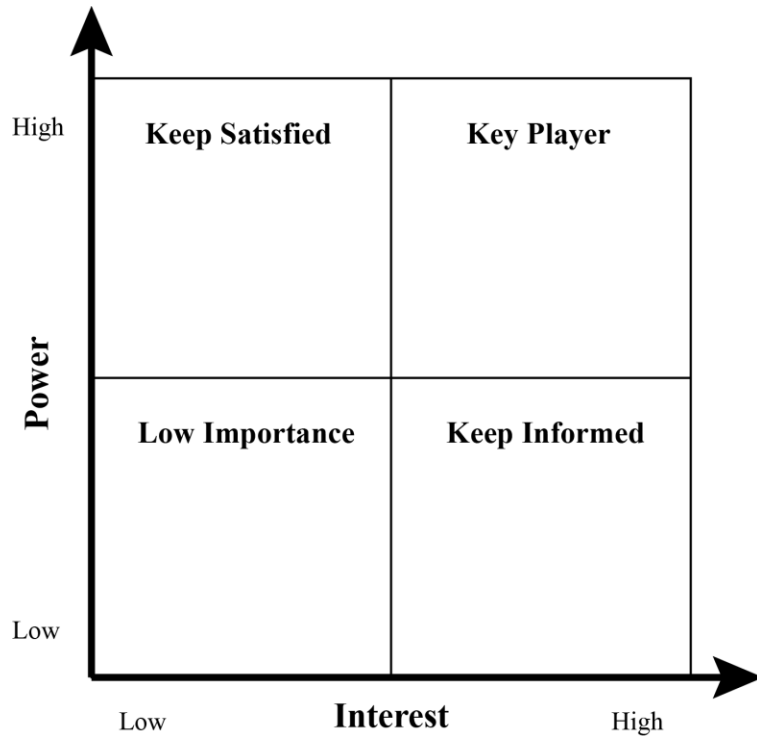 High
Keep Satisfied
Key Player
Power
Low Importance
Keep Informed
Low
Low
Interest
High